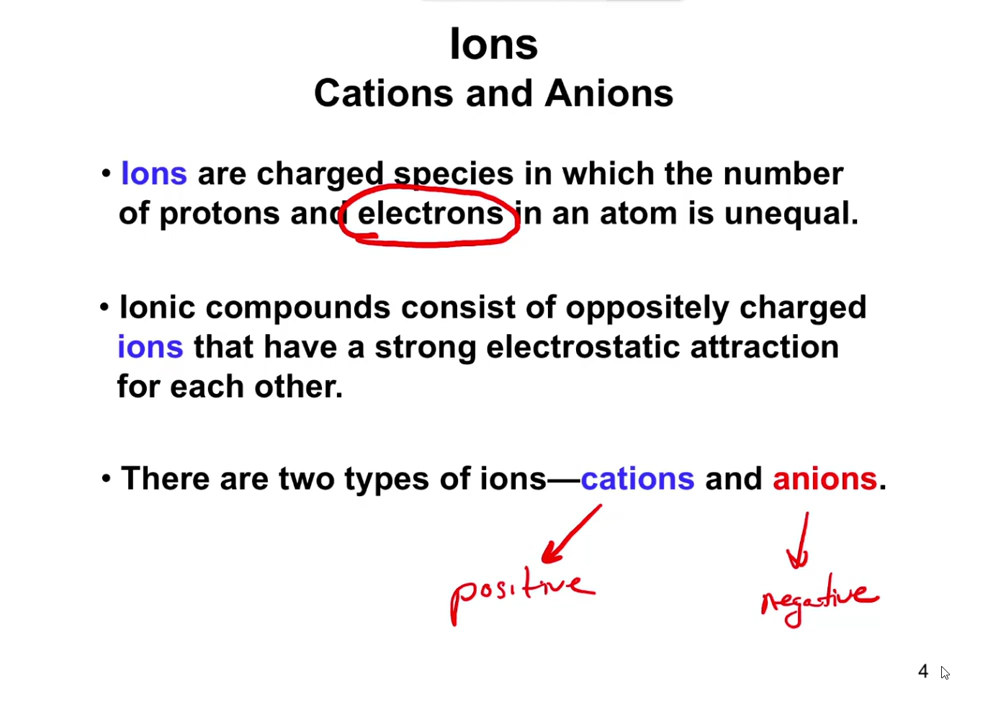 Ions
Cations and Anions
• Ions are charged species in which the number
of protons and electrons in an atom is unequal.
• Ionic compounds consist of oppositely charged
ions that have a strong electrostatic attraction
for each other.
• There are two types of ions—cations and anions.
positive negative
4